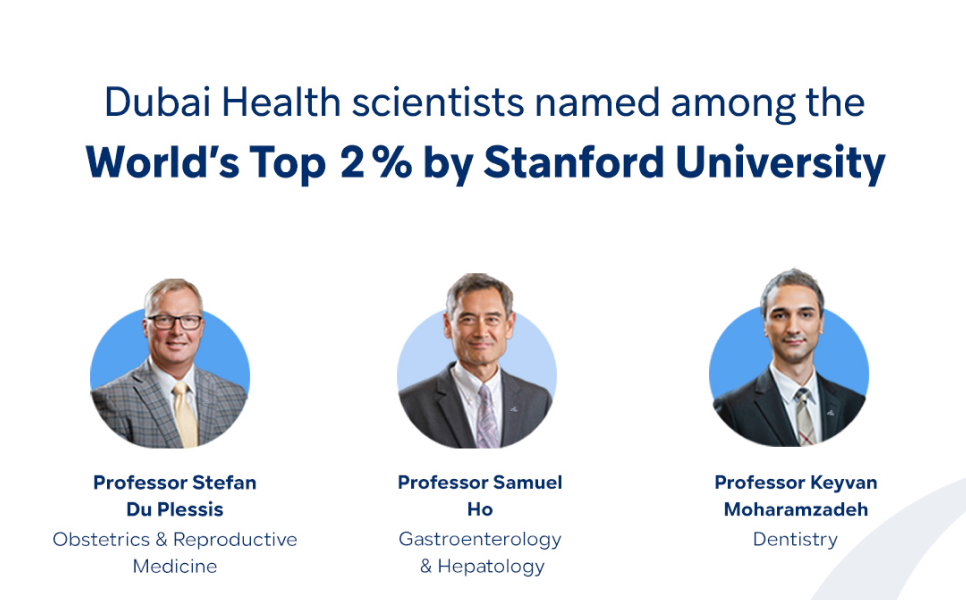 Dubai Health scientists named among the
World's Top 2% by Stanford University
Professor Stefan
Du Plessis
Obstetrics & Reproductive
Medicine
Professor Samuel
Ho
Gastroenterology
& Hepatology
Professor Keyvan
Moharamzadeh
Dentistry